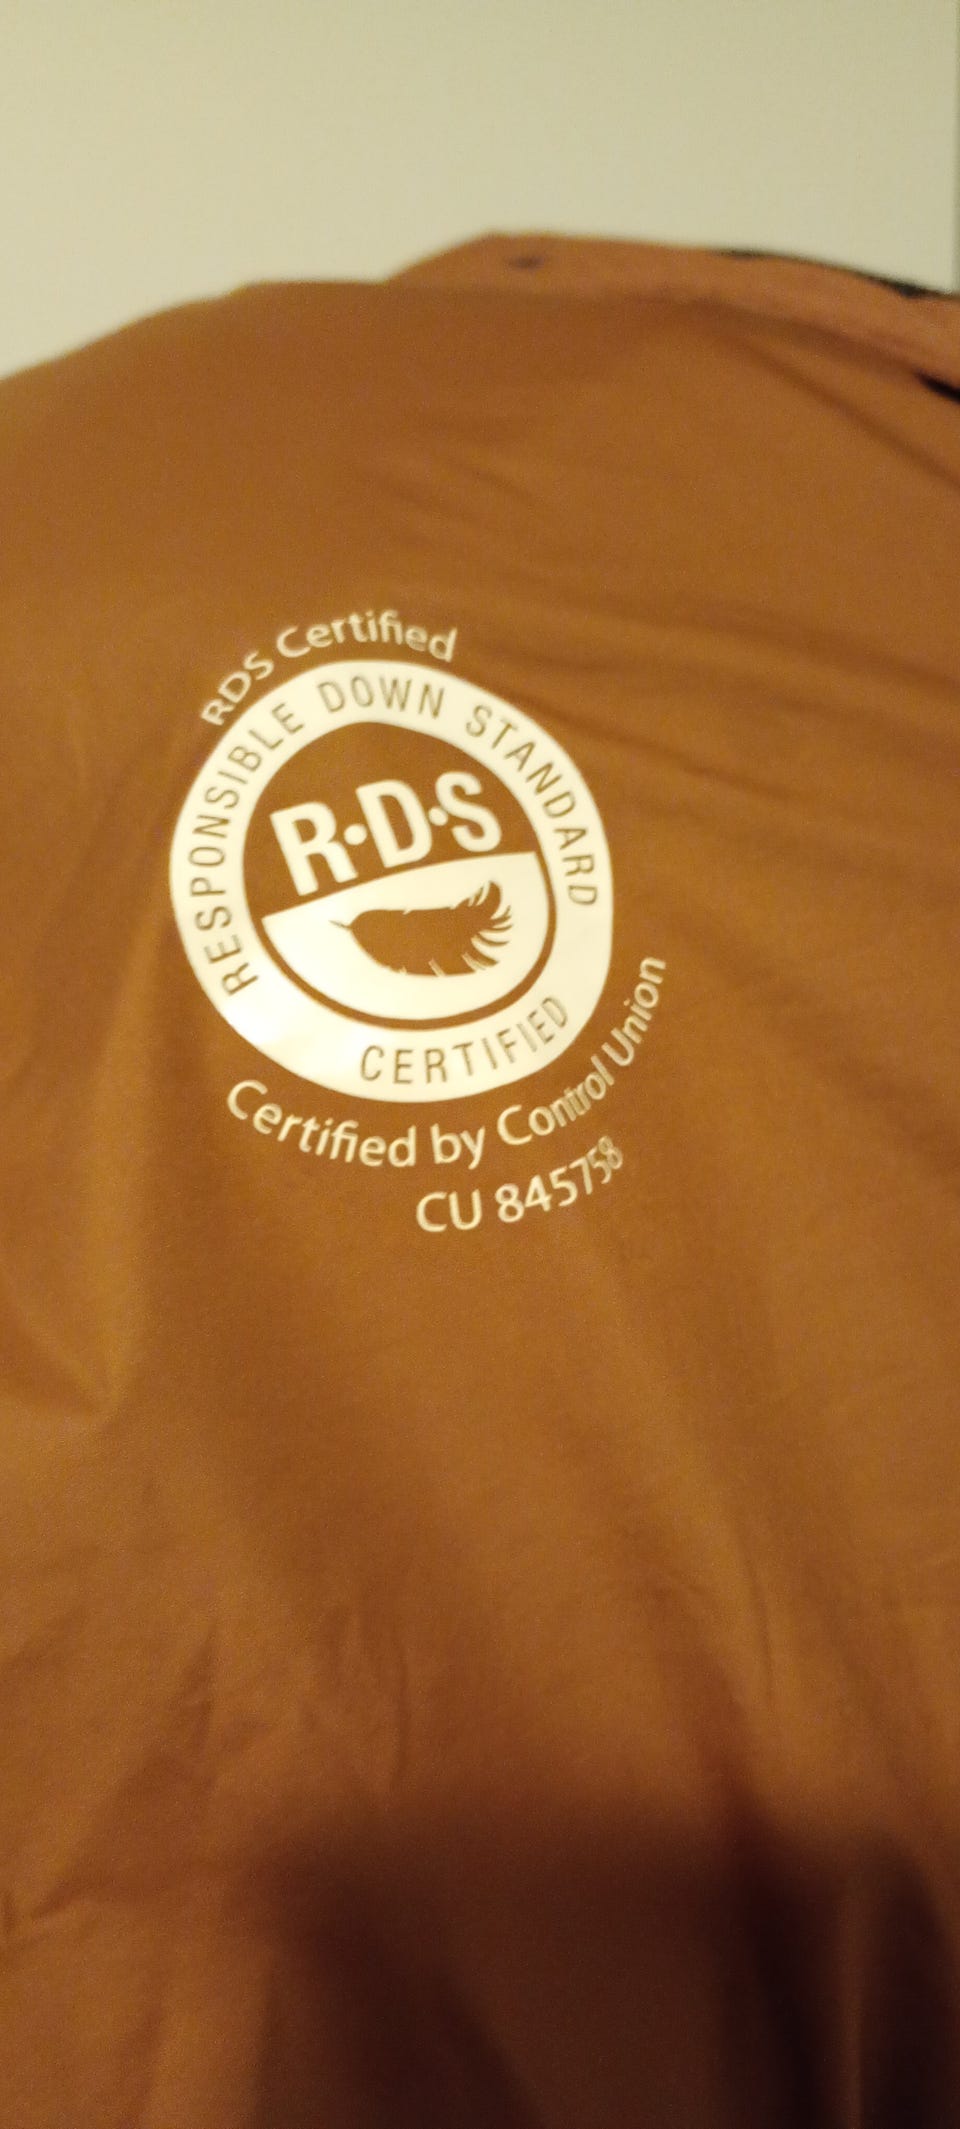 RDS Certified
RESPONSIBLE DOWN STANDARD
R·D·S
CERTIFIED
Certified by Control Union
CU 845758